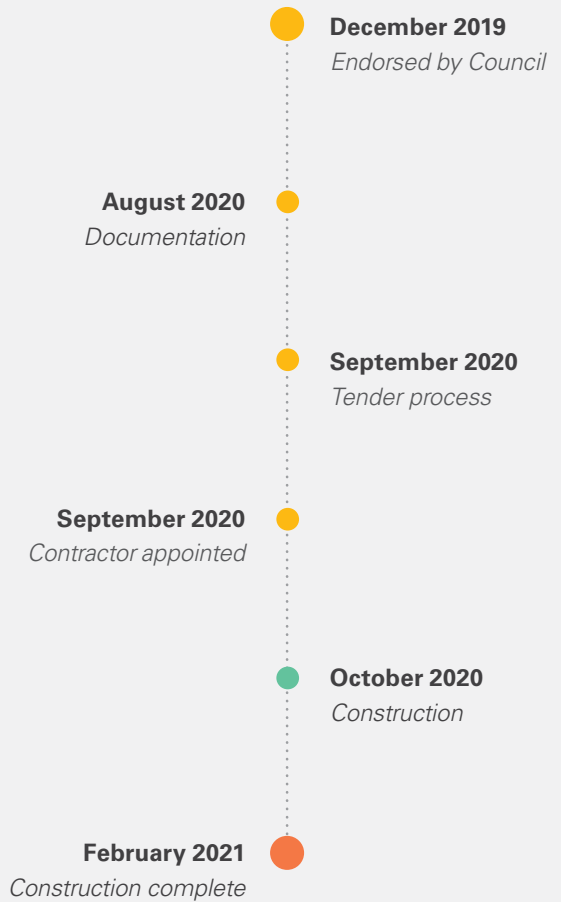 December 2019
Endorsed by Council
August 2020
Documentation
September 2020
Tender process
September 2020
Contractor appointed
October 2020
Construction
February 2021
Construction complete